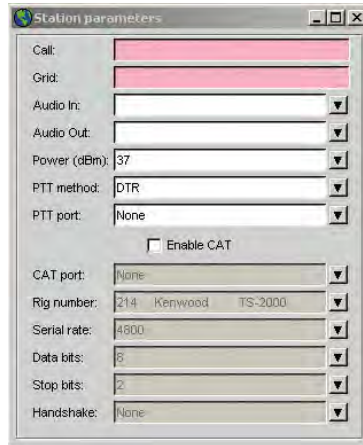 Station parameters
Call:
Grid:
Audio In:
Audio Out:
Power (dBm): 37
PTT method: DTR
PTT port: None
Enable CAT
CAT port: None
Rig number: 214 Kenwood TS-2000
Serial rate: 4800
Data bits: 8
Stop bits: 2
Handshake: None